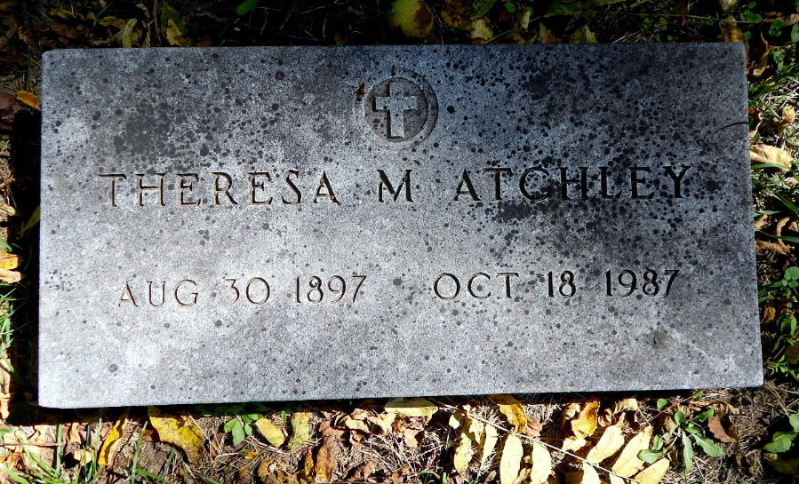 THERESA M ATCHLEY
AUG 30 1897 OCT 18 1987